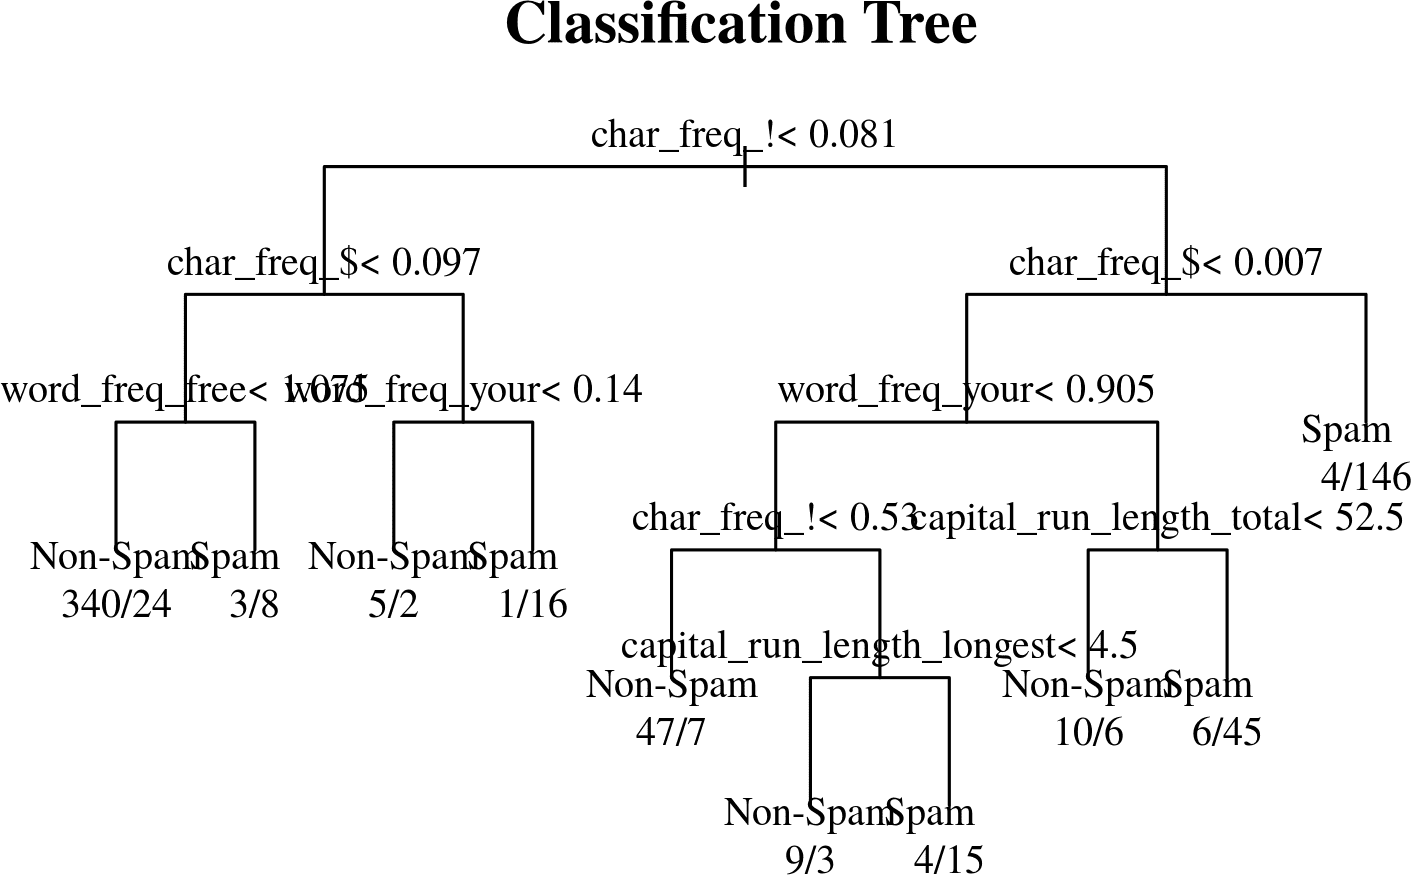 Classification Tree
char_freq_!< 0.081
char_freq_$< 0.097
char_freq_$< 0.007
word_freq_free< 1.075
word_freq_your< 0.14
word_freq_your< 0.905
Spam
4/146
char_freq_!< 0.53
capital_run_length_total< 52.5
Non-Spam
340/24
Spam
3/8
Non-Spam
5/2
Spam
1/16
capital_run_length_longest< 4.5
Non-Spam
47/7
Non-Spam
10/6
Spam
6/45
Non-Spam
9/3
Spam
4/15